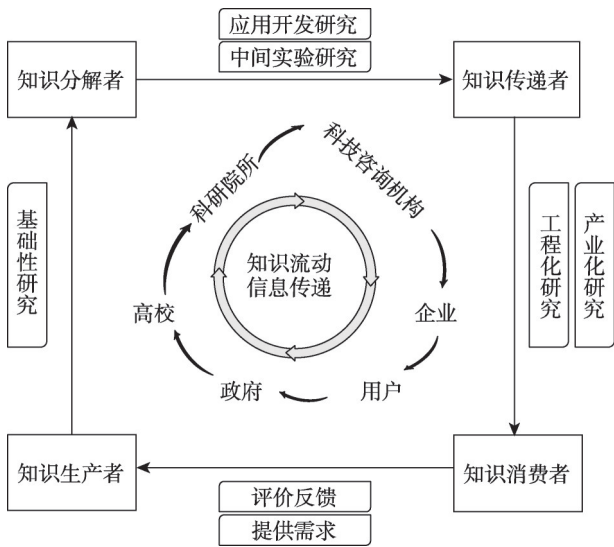 应用开发研究
中间实验研究
知识分解者
知识传递者
科研院所
科技咨询机构
基础性研究
知识流动
信息传递
工程化研究
产业化研究
高校
企业
政府
用户
知识生产者
知识消费者
评价反馈
提供需求